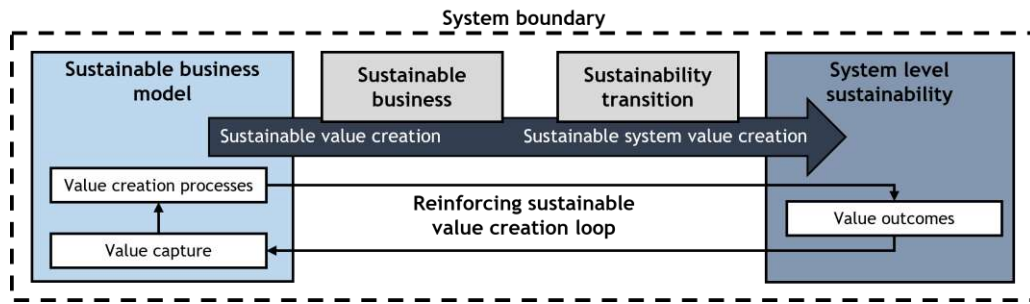 System boundary
Sustainable business
model
Sustainable
business
Sustainability
transition
System level
sustainability
Sustainable value creation
Sustainable system value creation
Value creation processes
Reinforcing sustainable
value creation loop
Value outcomes
Value capture